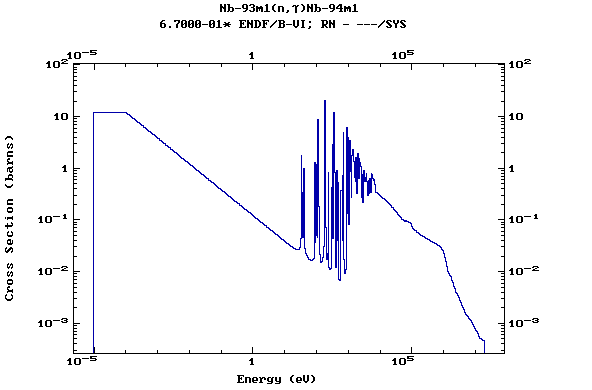 Nb-93m1(n,γ)Nb-94m1
6.7000-01* ENDF/B-VI; RN - ---/SYS
10⁻⁵ 1 10⁵
10² 10²
10 10
1 1
10⁻¹ 10⁻¹
10⁻² 10⁻²
10⁻³ 10⁻³
10⁻⁵ 1 10⁵
Cross Section (barns)
Energy (eV)